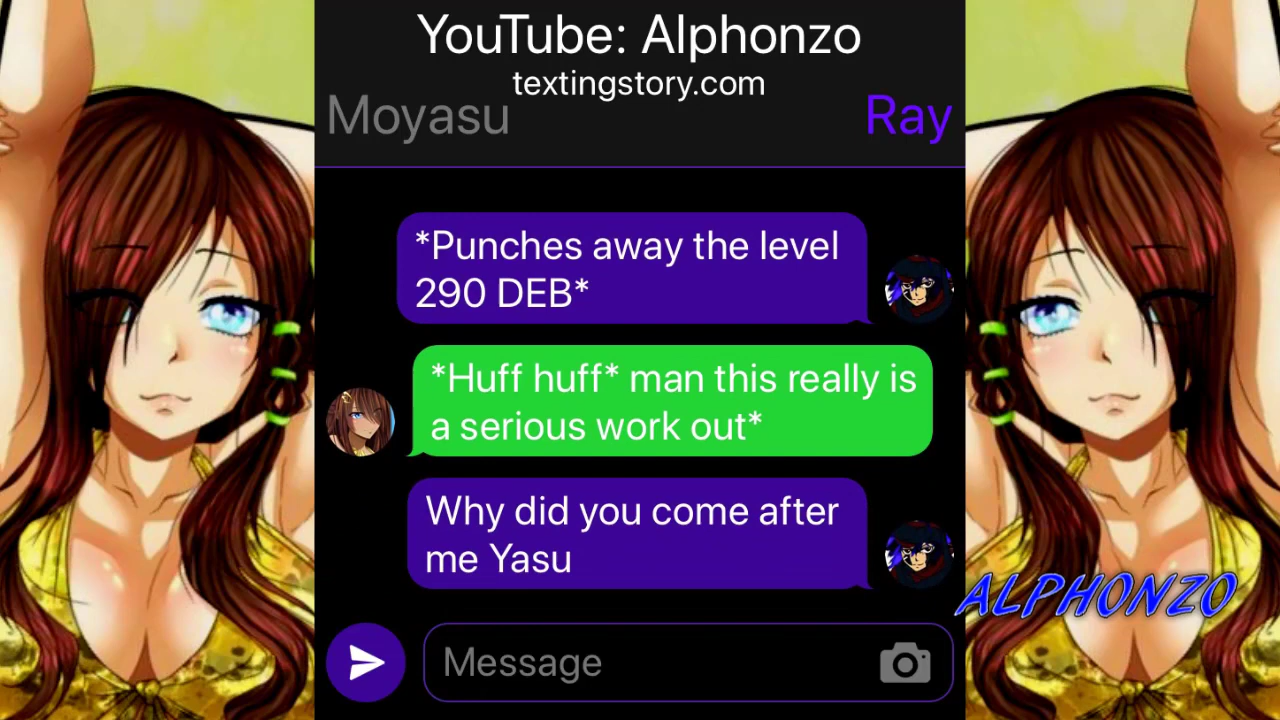 YouTube: Alphonzo
textingstory.com
Moyasu
Ray
*Punches away the level
290 DEB*
*Huff huff* man this really is
a serious work out*
Why did you come after
me Yasu
ALPHONZO
Message